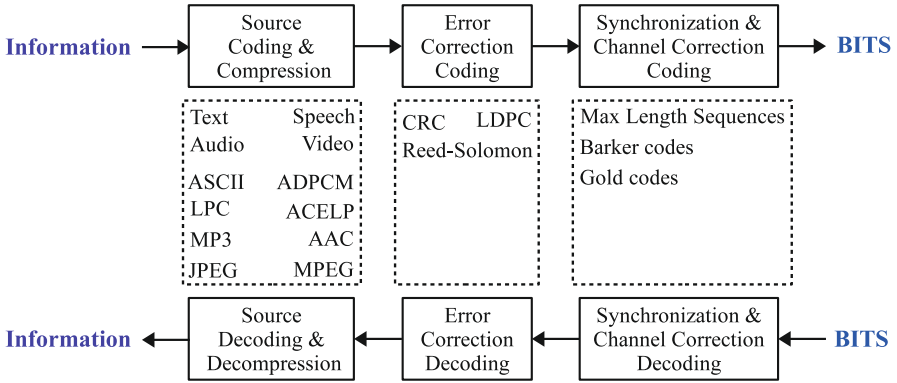 Information
Source
Coding &
Compression
Error
Correction
Coding
Synchronization &
Channel Correction
Coding
BITS
Text Speech
Audio Video
ASCII ADPCM
LPC ACELP
MP3 AAC
JPEG MPEG
CRC LDPC
Reed-Solomon
Max Length Sequences
Barker codes
Gold codes
Information
Source
Decoding &
Decompression
Error
Correction
Decoding
Synchronization &
Channel Correction
Decoding
BITS